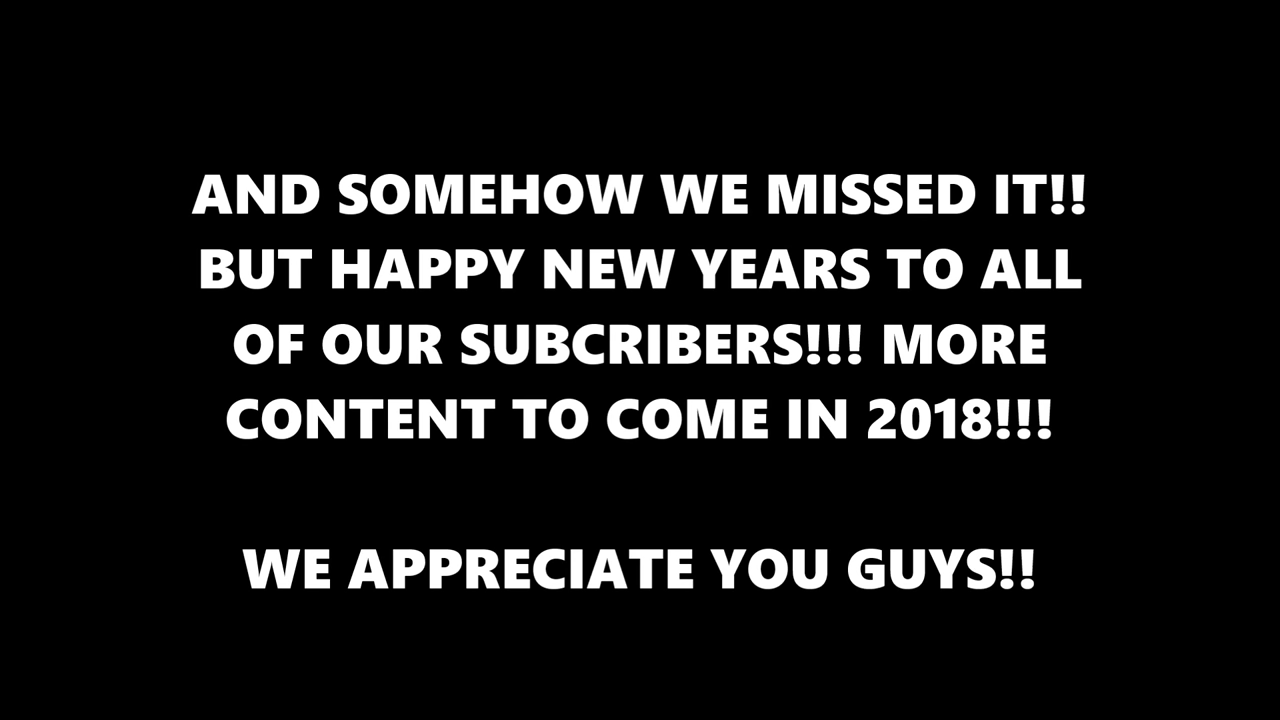 AND SOMEHOW WE MISSED IT!!
BUT HAPPY NEW YEARS TO ALL
OF OUR SUBCRIBERS!!! MORE
CONTENT TO COME IN 2018!!!
WE APPRECIATE YOU GUYS!!